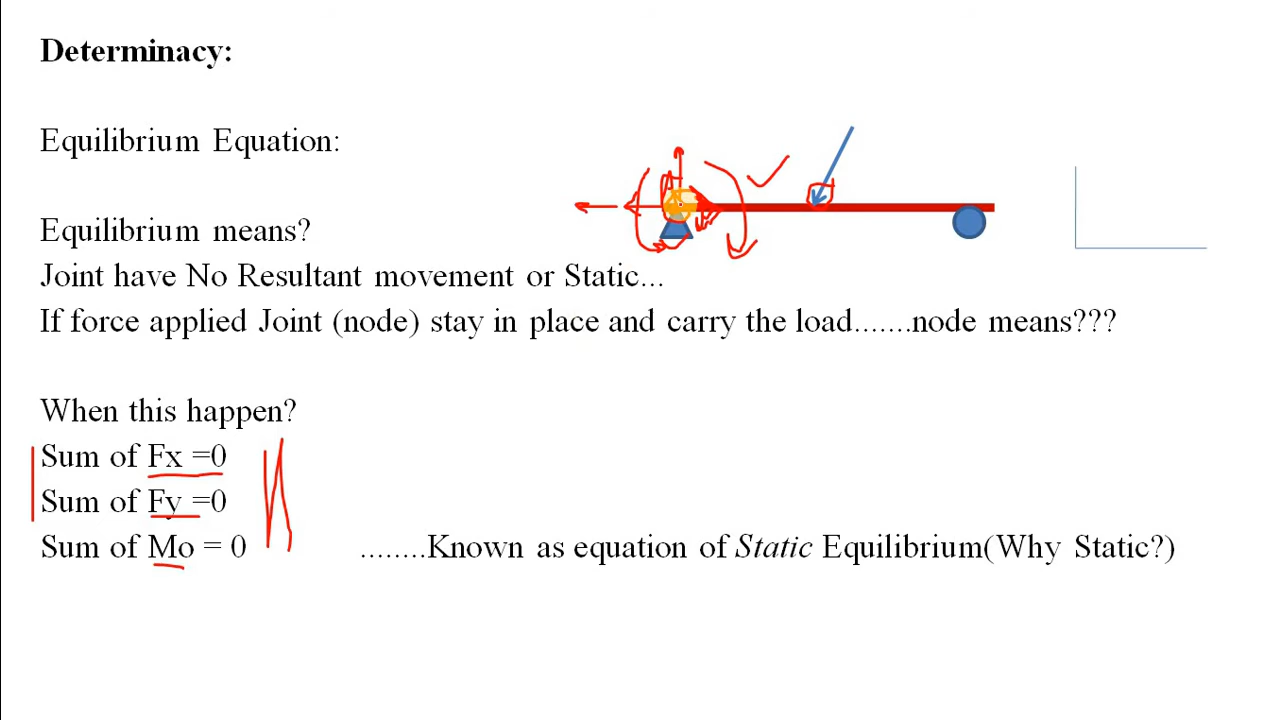 Determinacy:
Equilibrium Equation:
Equilibrium means?
Joint have No Resultant movement or Static...
If force applied Joint (node) stay in place and carry the load.......node means???
When this happen?
Sum of Fx =0
Sum of Fy =0
Sum of Mo = 0 ........Known as equation of Static Equilibrium(Why Static?)